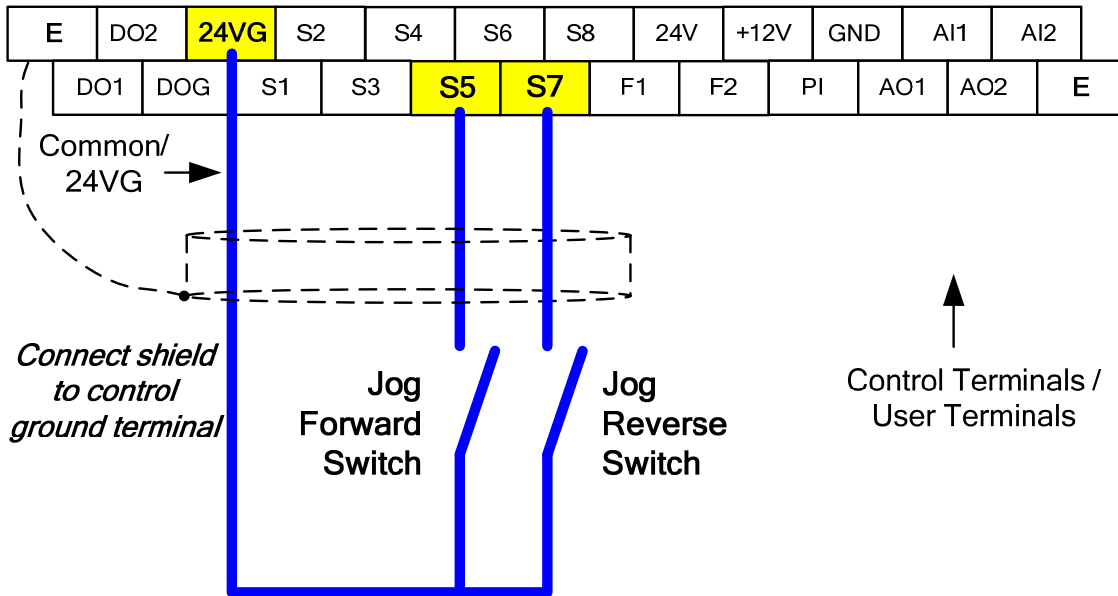 E DO2 24VG S2 S4 S6 S8 24V +12V GND AI1 AI2
DO1 DOG S1 S3 S5 S7 F1 F2 PI AO1 AO2 E
Common/
24VG
Connect shield
to control
ground terminal
Jog
Forward
Switch
Jog
Reverse
Switch
Control Terminals /
User Terminals